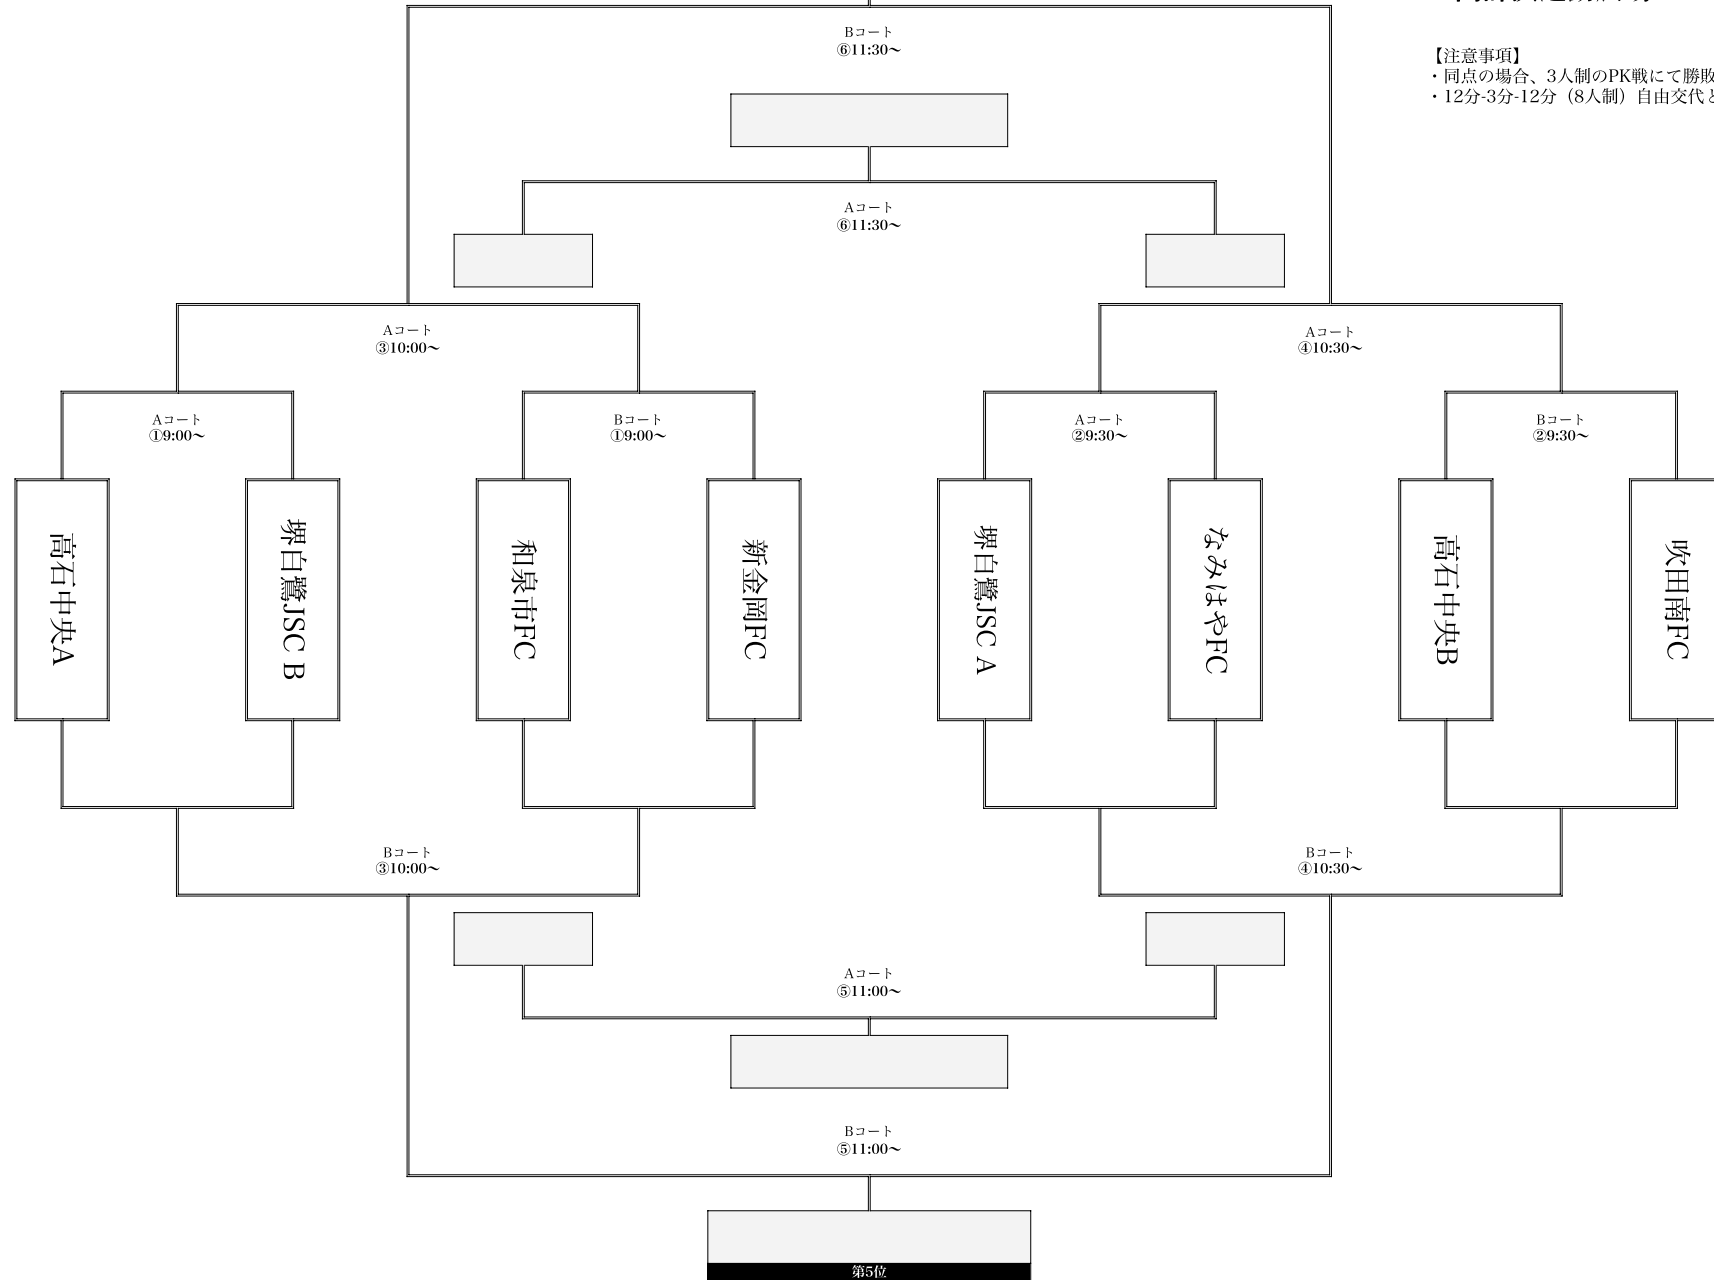 Bコート
⑥11:30〜
【注意事項】
・同点の場合、3人制のPK戦にて勝敗
・12分-3分-12分（8人制）自由交代と
Aコート
⑥11:30〜
Aコート
③10:00〜
Aコート
④10:30〜
Aコート
①9:00〜
Bコート
①9:00〜
Aコート
②9:30〜
Bコート
②9:30〜
高石中央A
堺白鷺JSC B
和泉市FC
新金岡FC
堺白鷺JSC A
なみはやFC
高石中央B
吹田南FC
Bコート
③10:00〜
Bコート
④10:30〜
Aコート
⑤11:00〜
Bコート
⑤11:00〜
第5位